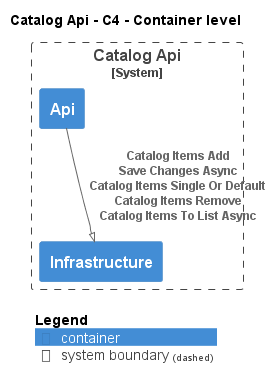 Catalog Api - C4 - Container level
Catalog Api
[System]
Api
Catalog Items Add
Save Changes Async
Catalog Items Single Or Default
Catalog Items Remove
Catalog Items To List Async
Infrastructure
Legend
container
system boundary (dashed)